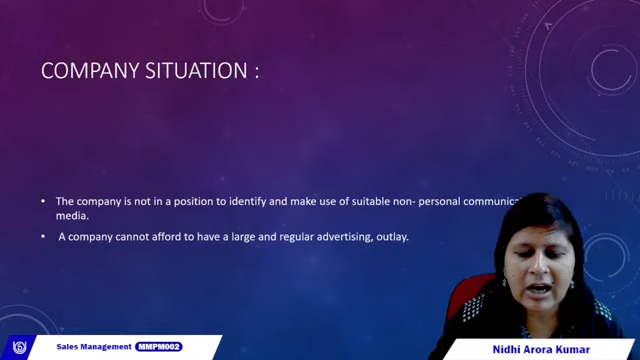 COMPANY SITUATION :
• The company is not in a position to identify and make use of suitable non- personal
media.
• A company cannot afford to have a large and regular advertising, outlay.
Sales Management MMPM002
Nidhi Arora Kumar